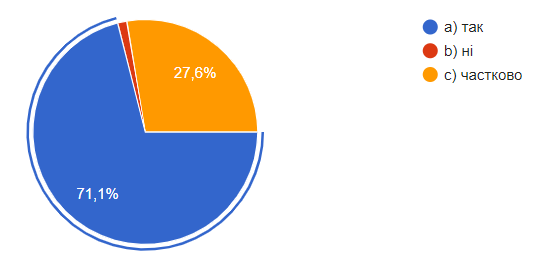 a) так
b) ні
c) частково
27,6%
71,1%